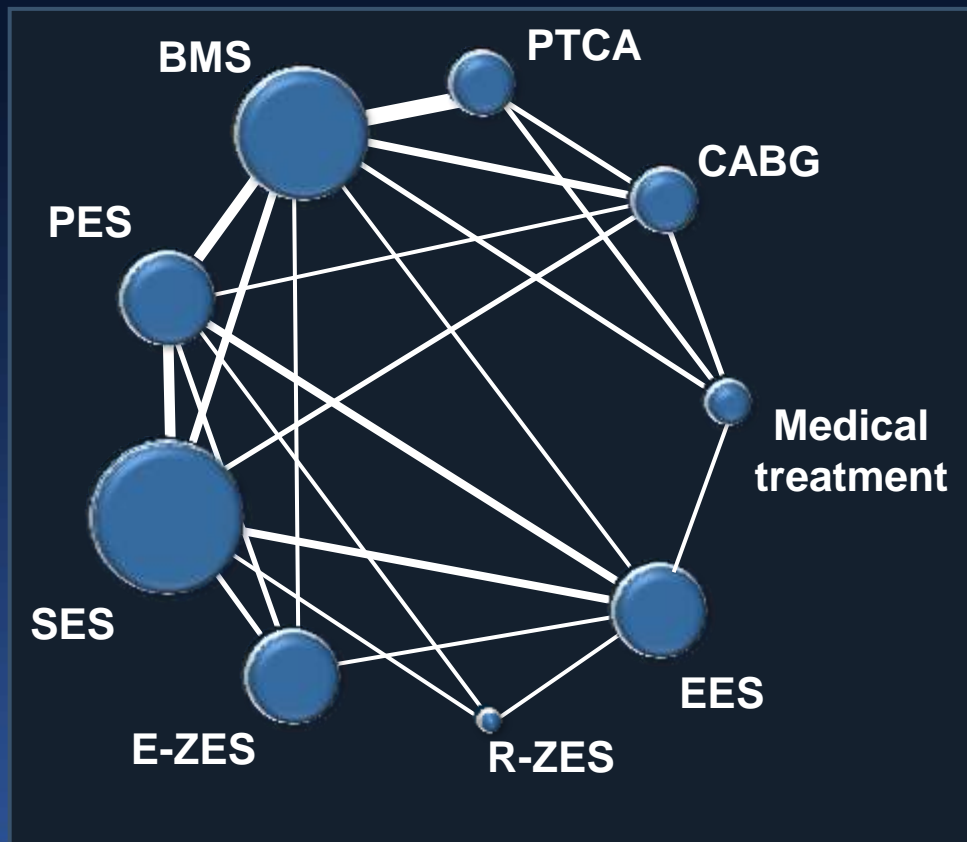 BMS
PTCA
CABG
PES
Medical
treatment
SES
EES
E-ZES
R-ZES